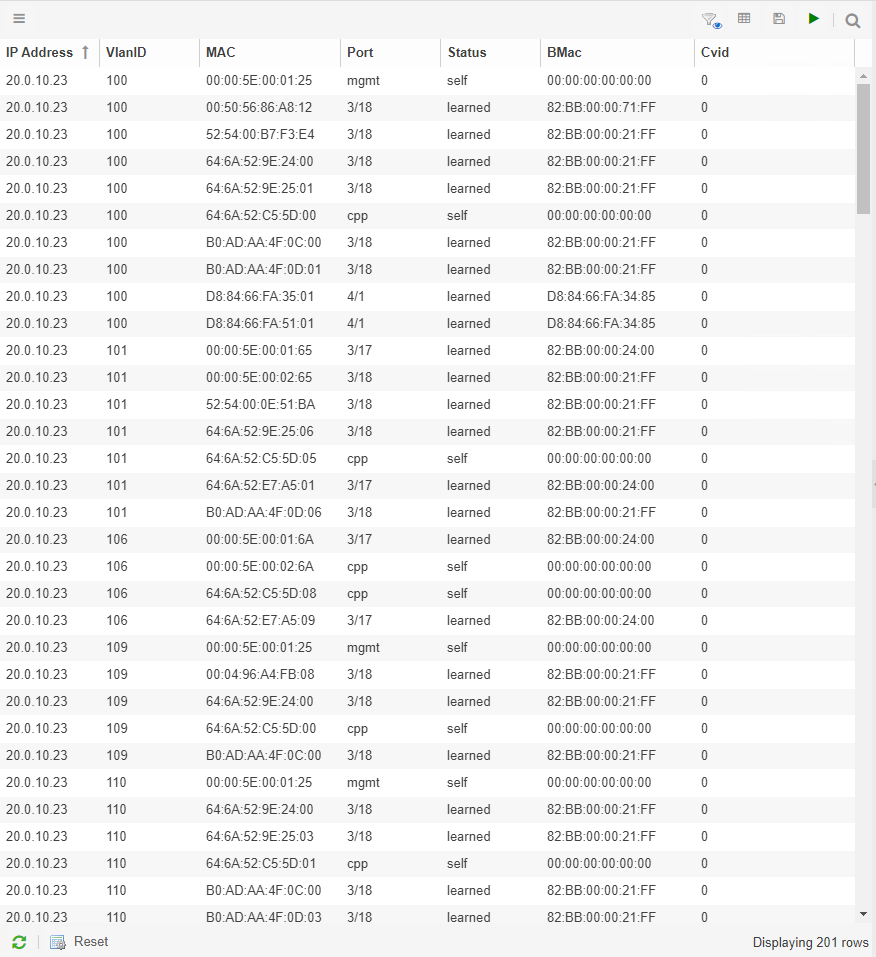 IP Address VlanID MAC Port Status BMac Cvid
20.0.10.23 100 00:00:5E:00:01:25 mgmt self 00:00:00:00:00:00 0
20.0.10.23 100 00:50:56:86:A8:12 3/18 learned 82:BB:00:00:71:FF 0
20.0.10.23 100 52:54:00:B7:F3:E4 3/18 learned 82:BB:00:00:21:FF 0
20.0.10.23 100 64:6A:52:9E:24:00 3/18 learned 82:BB:00:00:21:FF 0
20.0.10.23 100 64:6A:52:9E:25:01 3/18 learned 82:BB:00:00:21:FF 0
20.0.10.23 100 64:6A:52:C5:5D:00 cpp self 00:00:00:00:00:00 0
20.0.10.23 100 B0:AD:AA:4F:0C:00 3/18 learned 82:BB:00:00:21:FF 0
20.0.10.23 100 B0:AD:AA:4F:0D:01 3/18 learned 82:BB:00:00:21:FF 0
20.0.10.23 100 D8:84:66:FA:35:01 4/1 learned D8:84:66:FA:34:85 0
20.0.10.23 100 D8:84:66:FA:51:01 4/1 learned D8:84:66:FA:34:85 0
20.0.10.23 101 00:00:5E:00:01:65 3/17 learned 82:BB:00:00:24:00 0
20.0.10.23 101 00:00:5E:00:02:65 3/18 learned 82:BB:00:00:21:FF 0
20.0.10.23 101 52:54:00:0E:51:BA 3/18 learned 82:BB:00:00:21:FF 0
20.0.10.23 101 64:6A:52:9E:25:06 3/18 learned 82:BB:00:00:21:FF 0
20.0.10.23 101 64:6A:52:C5:5D:05 cpp self 00:00:00:00:00:00 0
20.0.10.23 101 64:6A:52:E7:A5:01 3/17 learned 82:BB:00:00:24:00 0
20.0.10.23 101 B0:AD:AA:4F:0D:06 3/18 learned 82:BB:00:00:21:FF 0
20.0.10.23 106 00:00:5E:00:01:6A 3/17 learned 82:BB:00:00:24:00 0
20.0.10.23 106 00:00:5E:00:02:6A cpp self 00:00:00:00:00:00 0
20.0.10.23 106 64:6A:52:C5:5D:08 cpp self 00:00:00:00:00:00 0
20.0.10.23 106 64:6A:52:E7:A5:09 3/17 learned 82:BB:00:00:24:00 0
20.0.10.23 109 00:00:5E:00:01:25 mgmt self 00:00:00:00:00:00 0
20.0.10.23 109 00:04:96:A4:FB:08 3/18 learned 82:BB:00:00:21:FF 0
20.0.10.23 109 64:6A:52:9E:24:00 3/18 learned 82:BB:00:00:21:FF 0
20.0.10.23 109 64:6A:52:C5:5D:00 cpp self 00:00:00:00:00:00 0
20.0.10.23 109 B0:AD:AA:4F:0C:00 3/18 learned 82:BB:00:00:21:FF 0
20.0.10.23 110 00:00:5E:00:01:25 mgmt self 00:00:00:00:00:00 0
20.0.10.23 110 64:6A:52:9E:24:00 3/18 learned 82:BB:00:00:21:FF 0
20.0.10.23 110 64:6A:52:9E:25:03 3/18 learned 82:BB:00:00:21:FF 0
20.0.10.23 110 64:6A:52:C5:5D:01 cpp self 00:00:00:00:00:00 0
20.0.10.23 110 B0:AD:AA:4F:0C:00 3/18 learned 82:BB:00:00:21:FF 0
20.0.10.23 110 B0:AD:AA:4F:0D:03 3/18 learned 82:BB:00:00:21:FF 0
Reset Displaying 201 rows